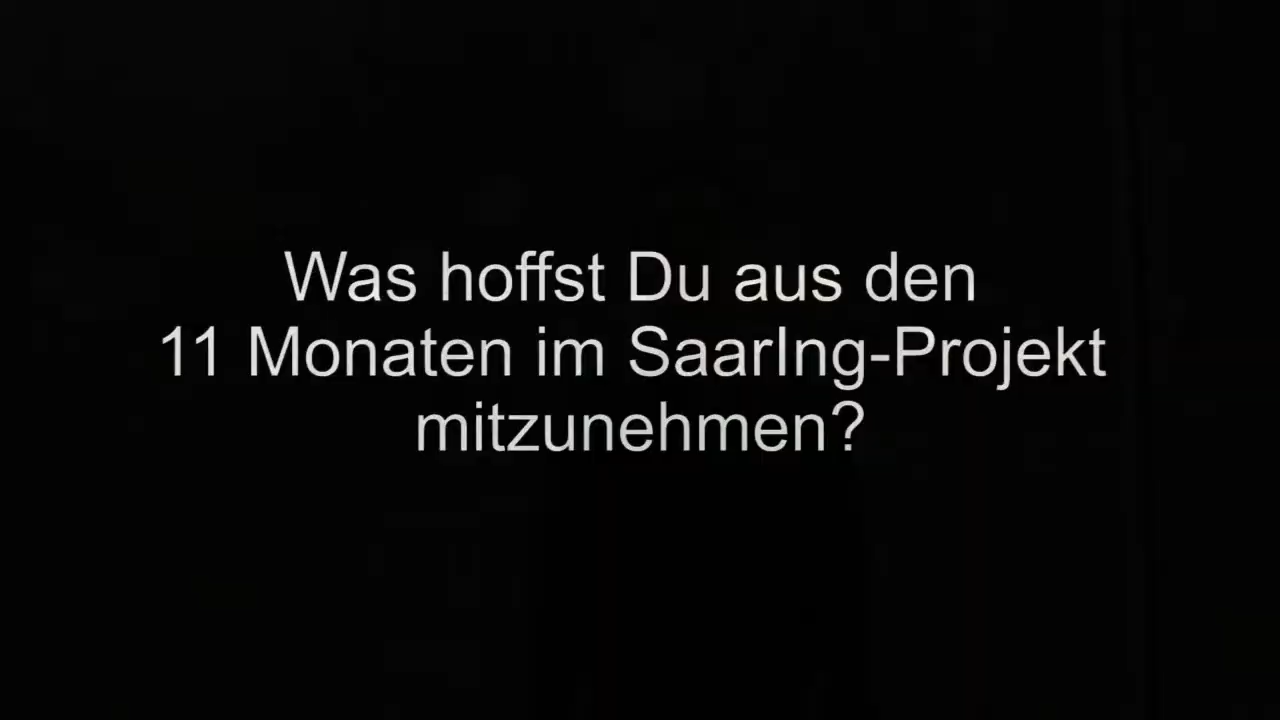 Was hoffst Du aus den
11 Monaten im SaarIng-Projekt
mitzunehmen?